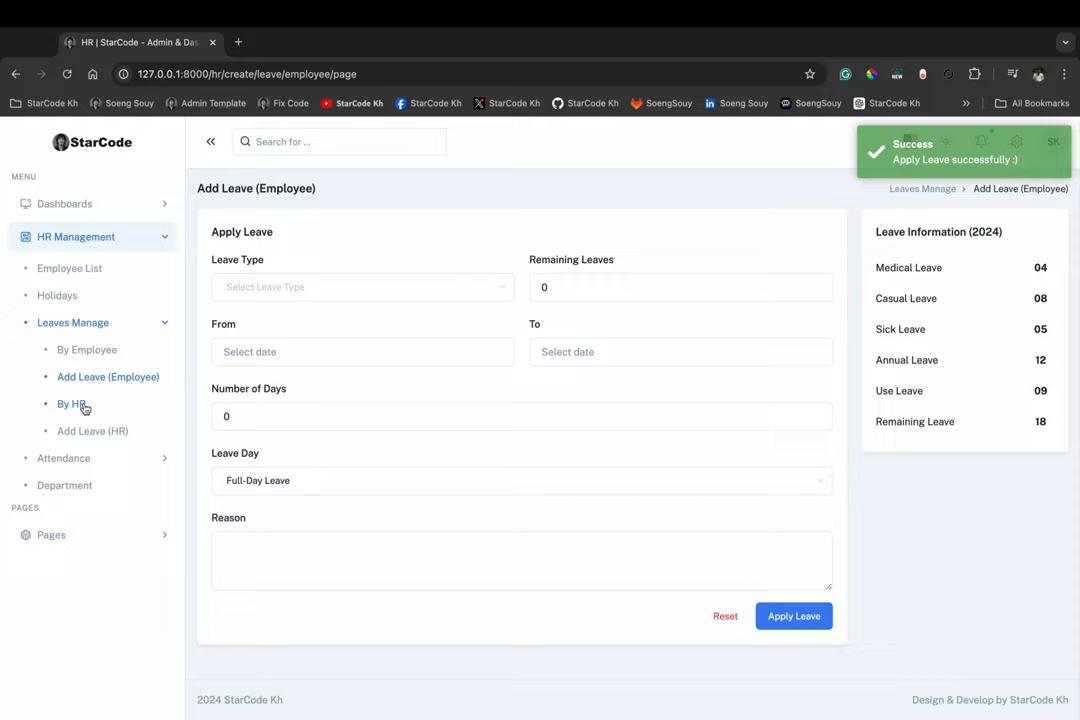 HR | StarCode - Admin & Das
127.0.0.1:8000/hr/create/leave/employee/page
NEW
StarCode Kh
Soeng Souy
Admin Template
Fix Code
StarCode Kh
StarCode Kh
StarCode Kh
StarCode Kh
SoengSouy
Soeng Souy
SoengSouy
StarCode Kh
All Bookmarks
StarCode
Search for ...
SK
Success
Apply Leave successfully :)
MENU
Dashboards
HR Management
Employee List
Holidays
Leaves Manage
By Employee
Add Leave (Employee)
By HR
Add Leave (HR)
Attendance
Department
PAGES
Pages
Add Leave (Employee)
Leaves Manage
Add Leave (Employee)
Apply Leave
Leave Type
Select Leave Type
Remaining Leaves
0
From
Select date
To
Select date
Number of Days
0
Leave Day
Full-Day Leave
Reason
Reset
Apply Leave
Leave Information (2024)
Medical Leave 04
Casual Leave 08
Sick Leave 05
Annual Leave 12
Use Leave 09
Remaining Leave 18
2024 StarCode Kh
Design & Develop by StarCode Kh